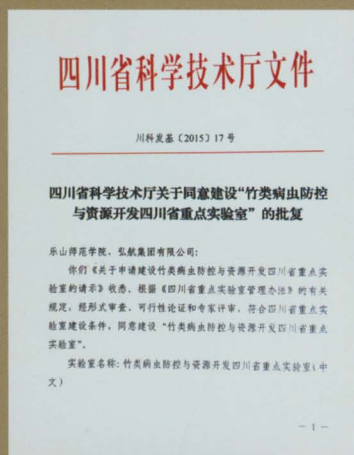 四川省科学技术厅文件
川科发基〔2015〕17号
四川省科学技术厅关于同意建设“竹类病虫防控
与资源开发四川省重点实验室”的批复
乐山师范学院、弘航集团有限公司:
你们《关于申请建设竹类病虫防控与资源开发四川省重点实
验室的请示》收悉。根据《四川省重点实验室管理办法》的有关
规定,经形式审查、可行性论证和专家评审,符合四川省重点实
验室建设条件,同意建设“竹类病虫防控与资源开发四川省重点
实验室”。
实验室名称:竹类病虫防控与资源开发四川省重点实验室(中
文)
－1－